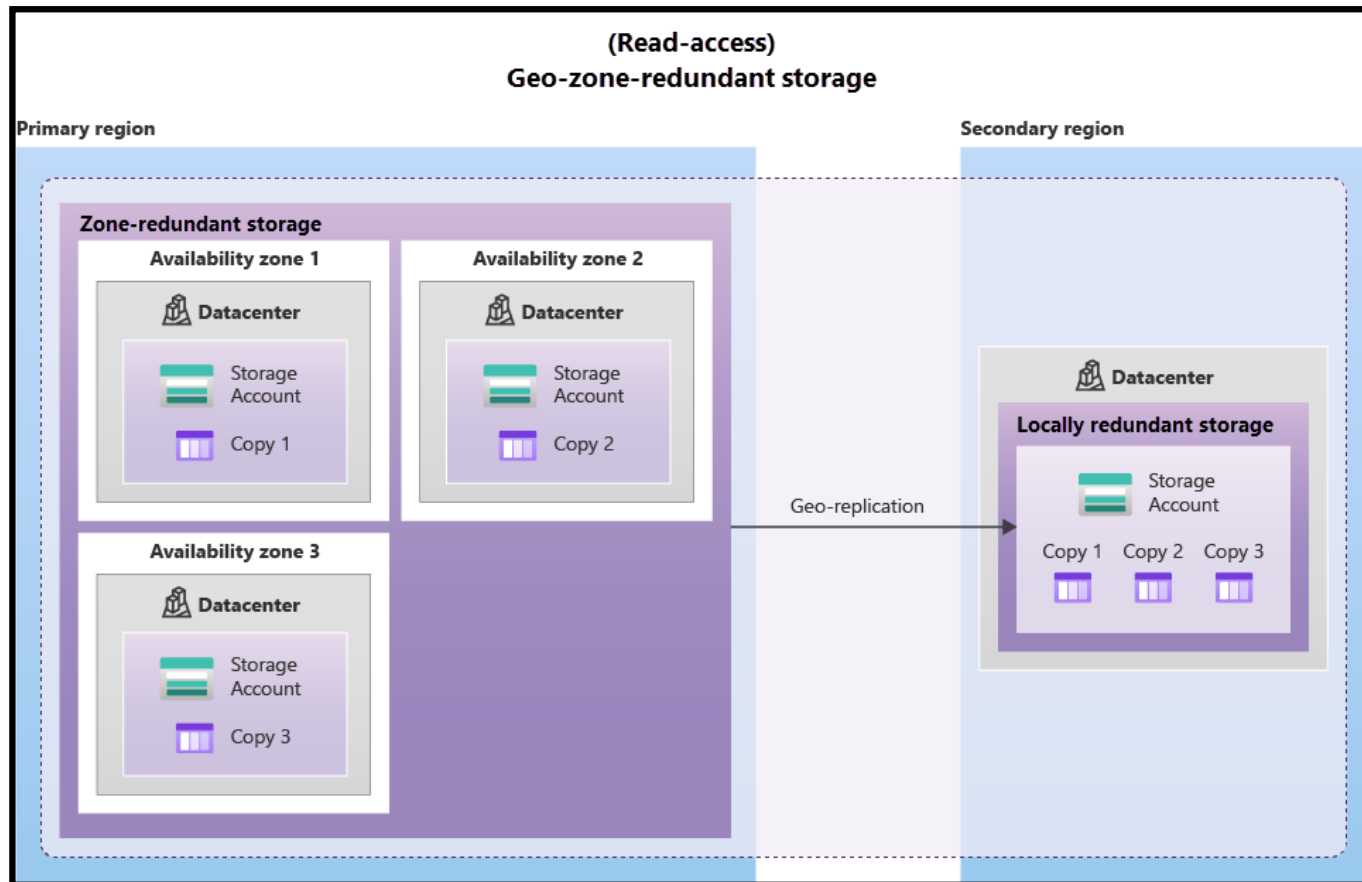 (Read-access)
Geo-zone-redundant storage
Primary region
Secondary region
Zone-redundant storage
Availability zone 1
Datacenter
Storage
Account
Copy 1
Availability zone 2
Datacenter
Storage
Account
Copy 2
Availability zone 3
Datacenter
Storage
Account
Copy 3
Geo-replication
Datacenter
Locally redundant storage
Storage
Account
Copy 1 Copy 2 Copy 3